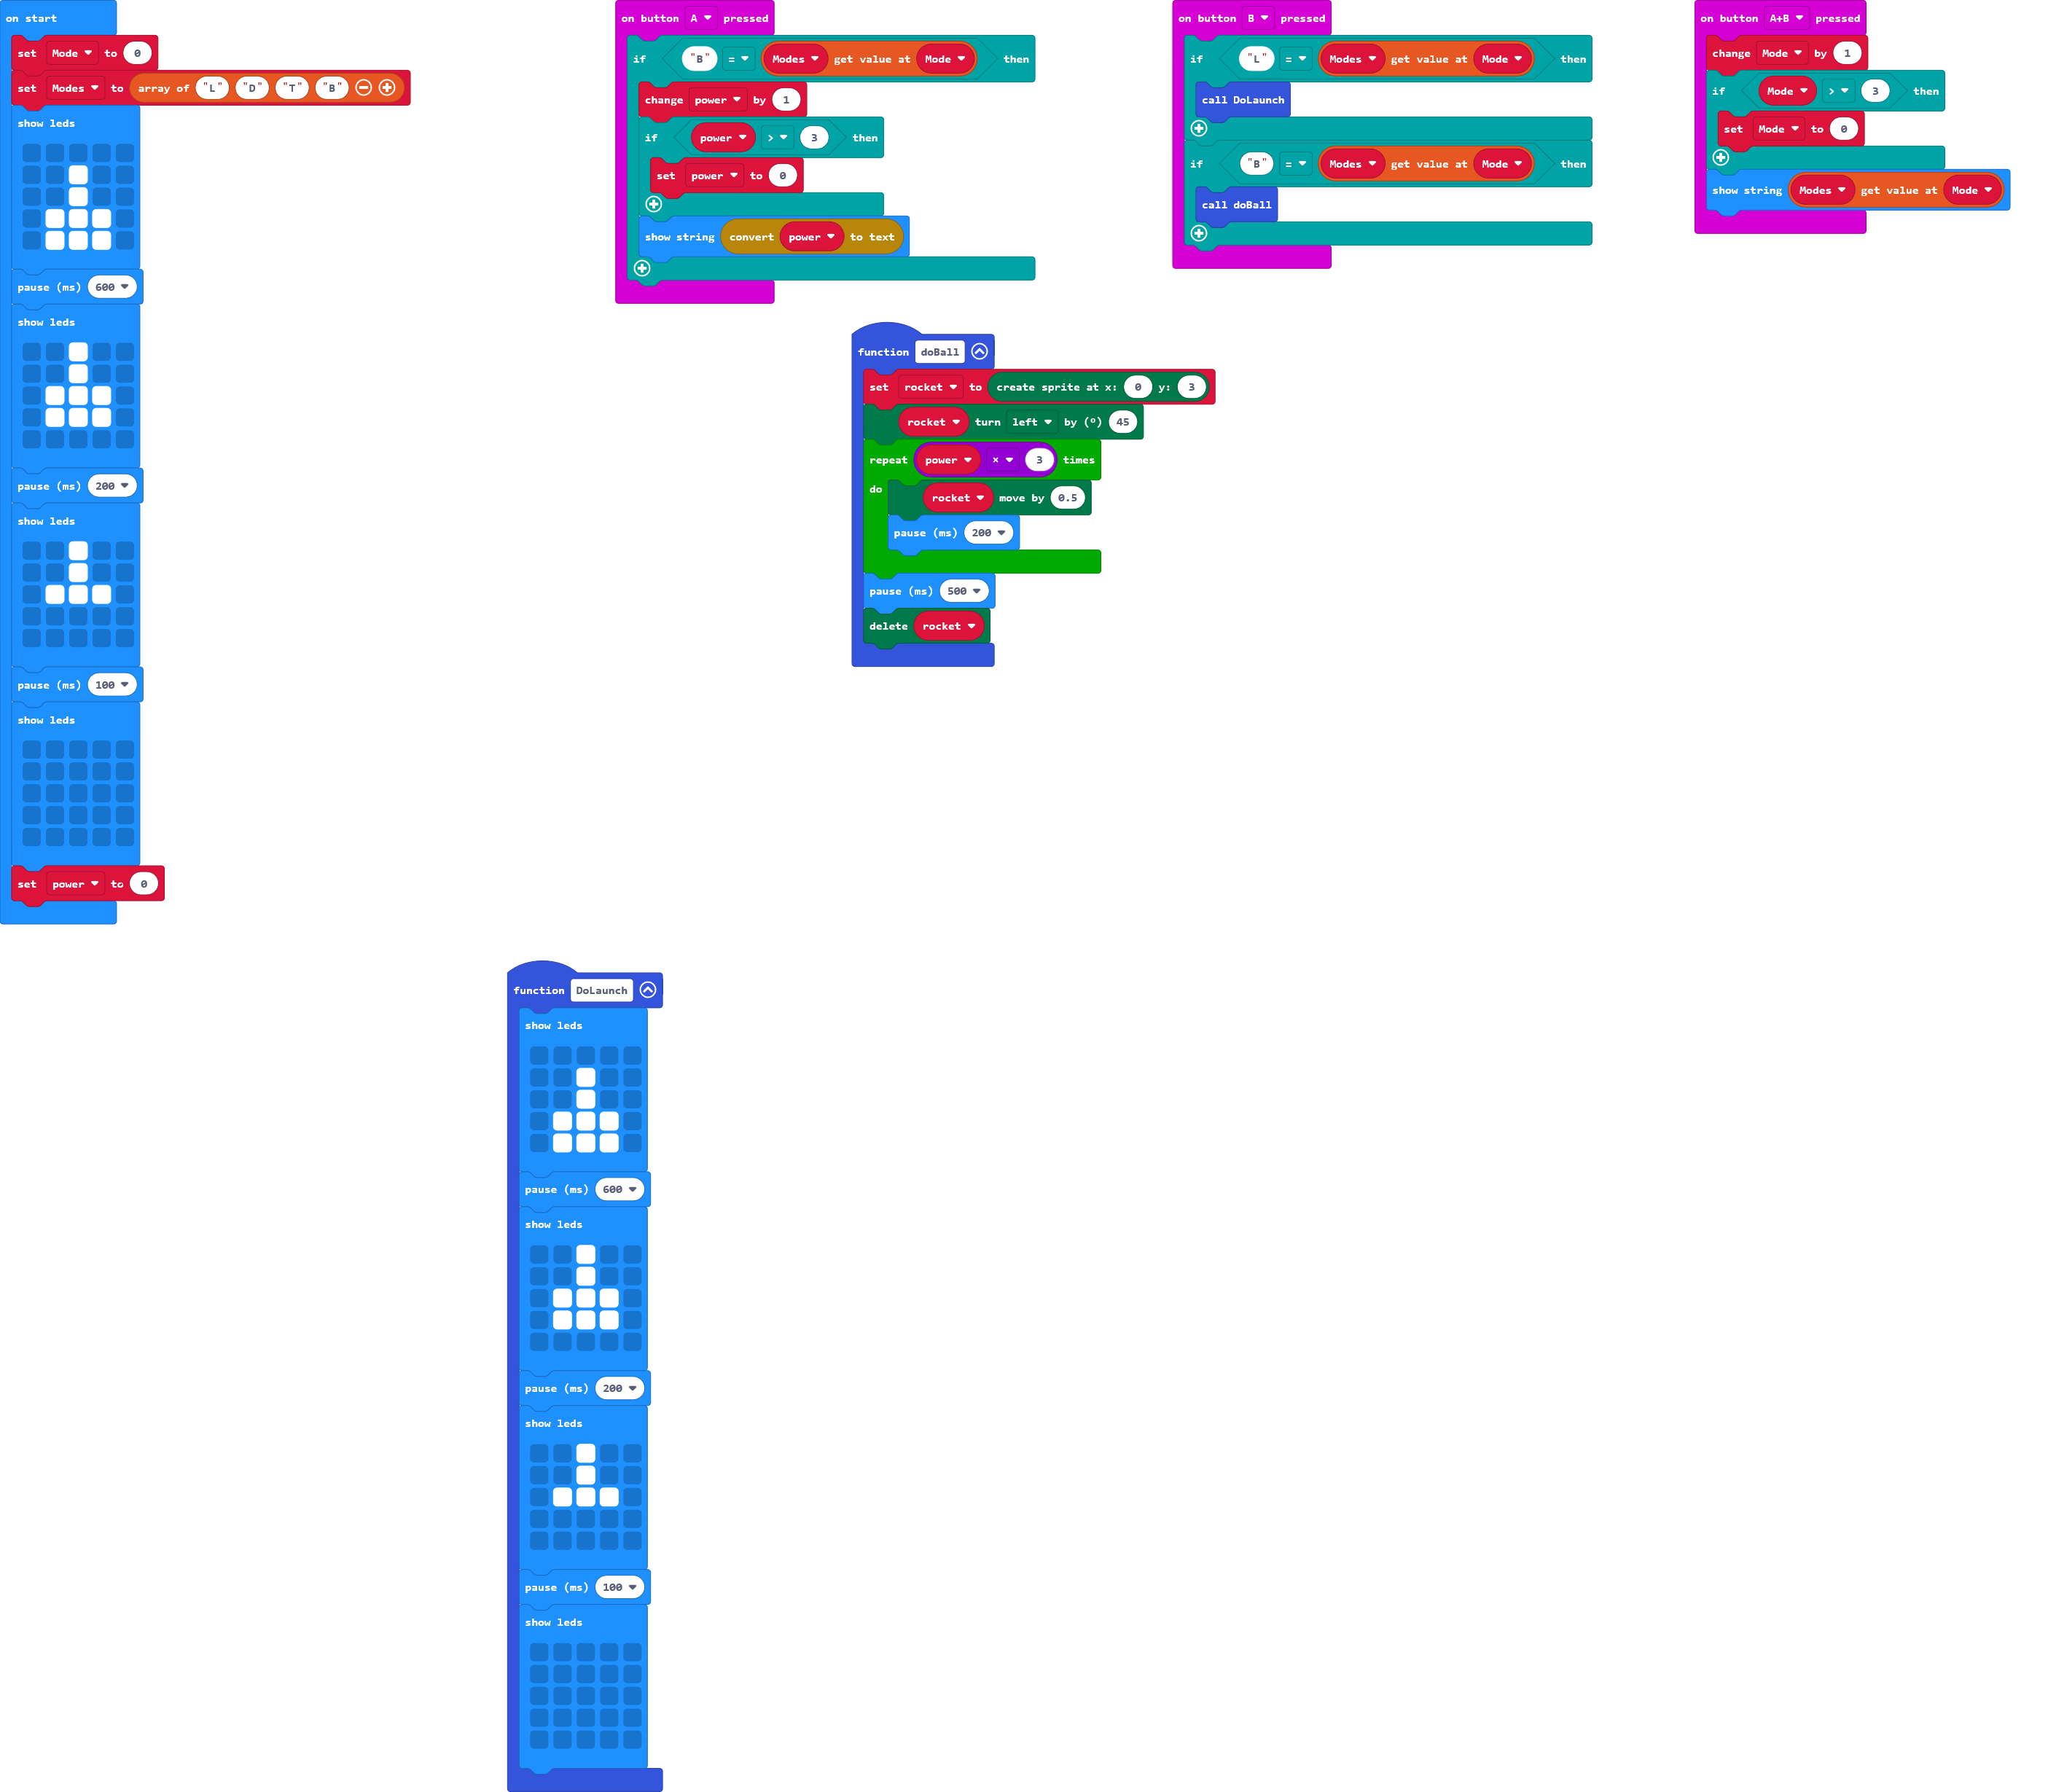 on start
set Mode to 0
set Modes to array of "L" "D" "T" "B"
show leds
pause (ms) 600
show leds
pause (ms) 200
show leds
pause (ms) 100
show leds
set power to 0
on button A pressed
if "B" = Modes get value at Mode then
change power by 1
if power > 3 then
set power to 0
show string convert power to text
on button B pressed
if "L" = Modes get value at Mode then
call DoLaunch
if "B" = Modes get value at Mode then
call doBall
on button A+B pressed
change Mode by 1
if Mode > 3 then
set Mode to 0
show string Modes get value at Mode
function doBall
set rocket to create sprite at x: 0 y: 3
rocket turn left by (º) 45
repeat power × 3 times
do
rocket move by 0.5
pause (ms) 200
pause (ms) 500
delete rocket
function DoLaunch
show leds
pause (ms) 600
show leds
pause (ms) 200
show leds
pause (ms) 100
show leds